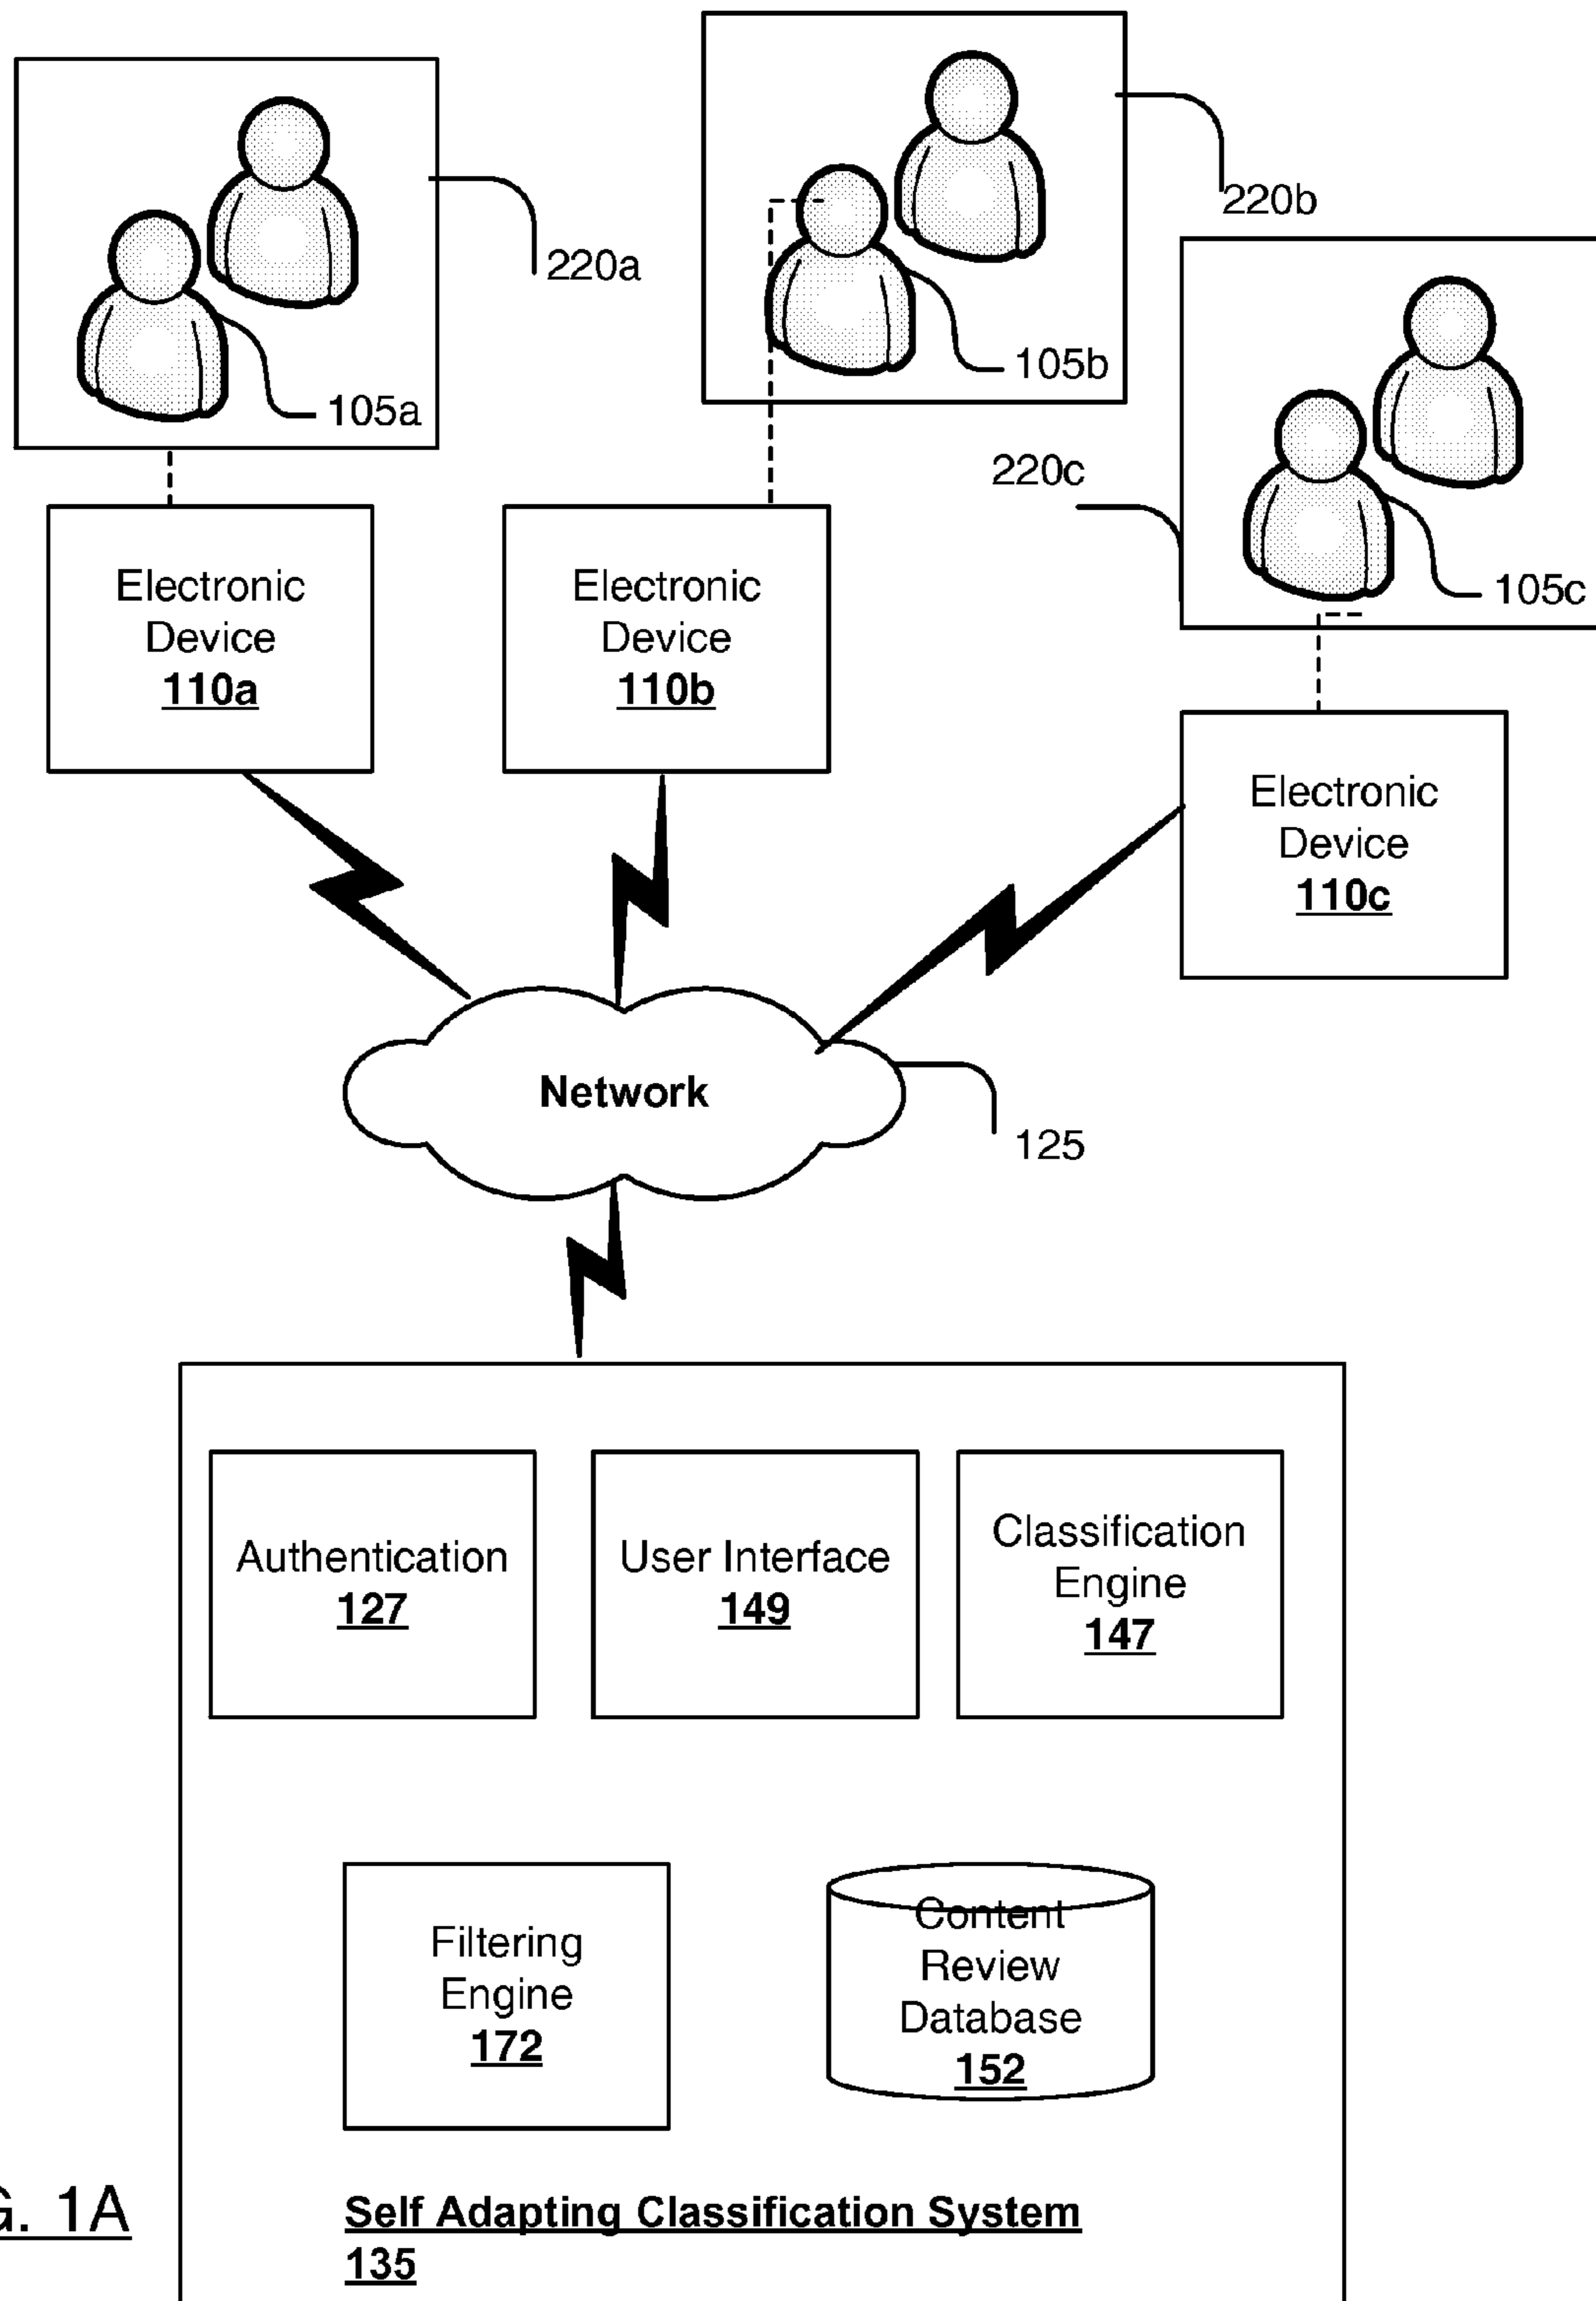 220b
220a
105b
105a
220c
105c
Electronic
Device
110a
Electronic
Device
110b
Electronic
Device
110c
Network
125
Authentication
127
User Interface
149
Classification
Engine
147
Filtering
Engine
172
Content
Review
Database
152
G. 1A
Self Adapting Classification System
135